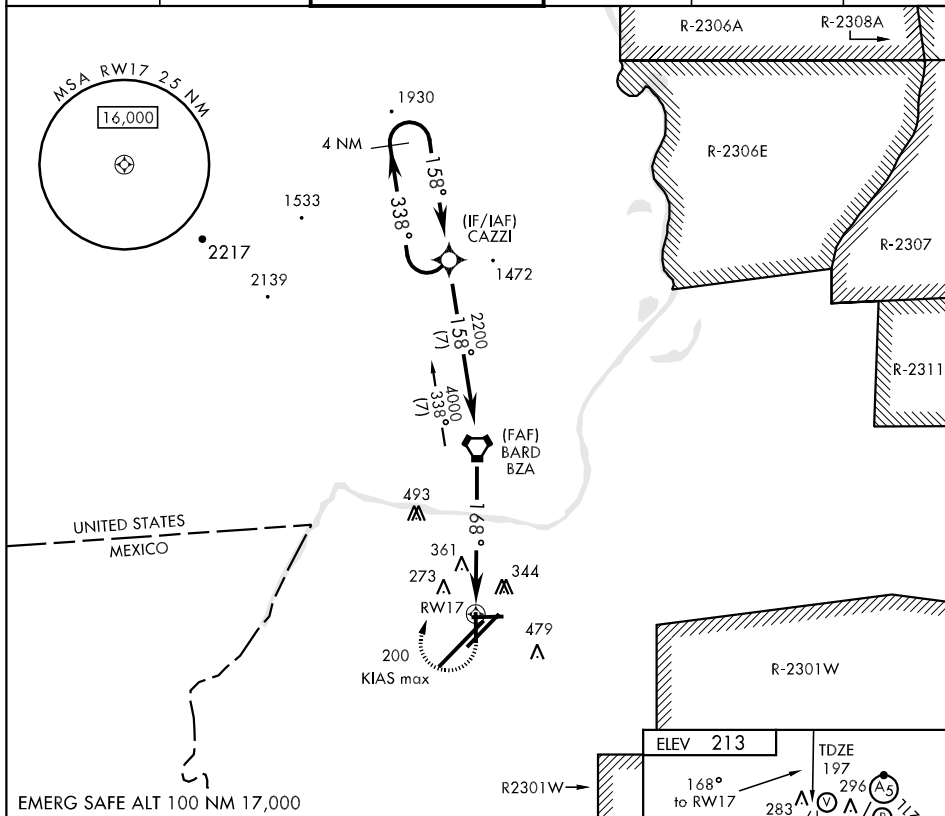 R-2306A
R-2308A
MSA RW17 25 NM
16,000
1930
4 NM
158°
338°
R-2306E
1533
(IF/IAF)
CAZZI
2217
R-2307
1472
2139
2200
158°
(7)
R-2311
4000
338°
(7)
(FAF)
BARD
BZA
493
168°
UNITED STATES
MEXICO
361
273
344
RW17
479
200
KIAS max
R-2301W
ELEV 213
TDZE
197
R2301W
168°
to RW17
296
A5
283
V
EMERG SAFE ALT 100 NM 17,000